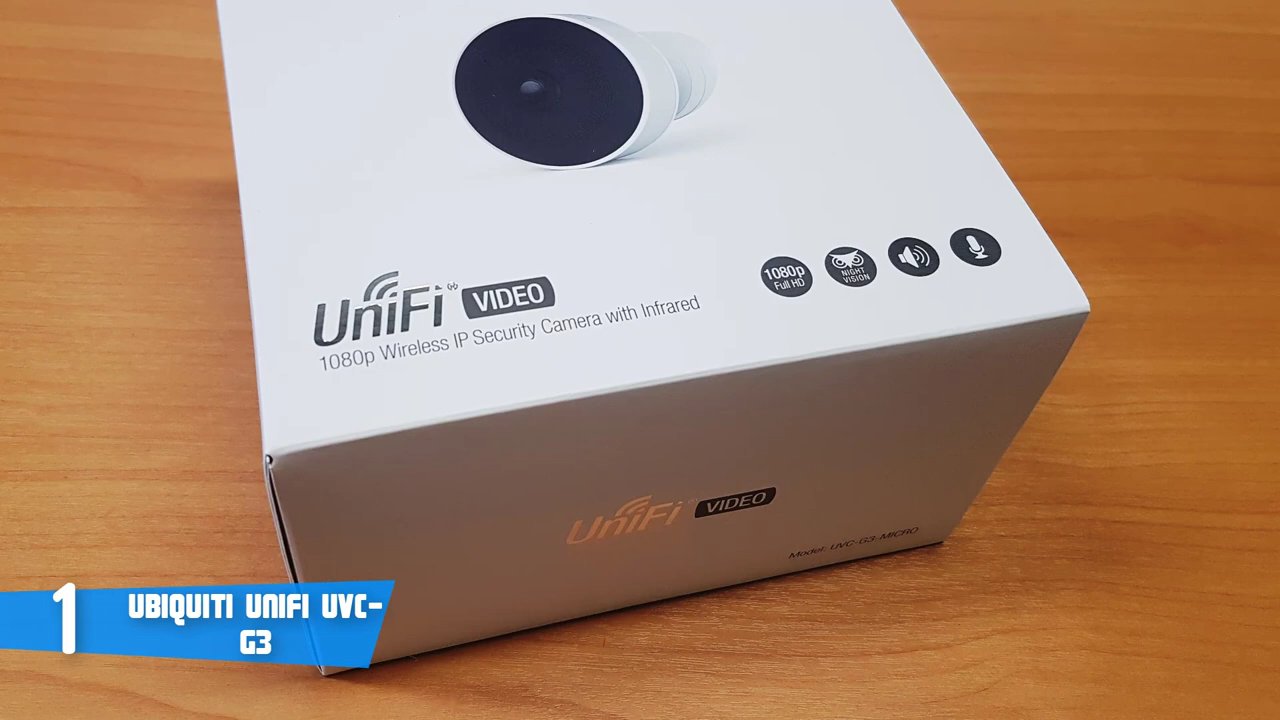 UniFi VIDEO
1080p Wireless IP Security Camera with Infrared
1080p
Full HD
NIGHT
VISION
UniFi VIDEO
Model: UVC-G3-MICRO
1
UBIQUITI UNIFI UVC-
G3